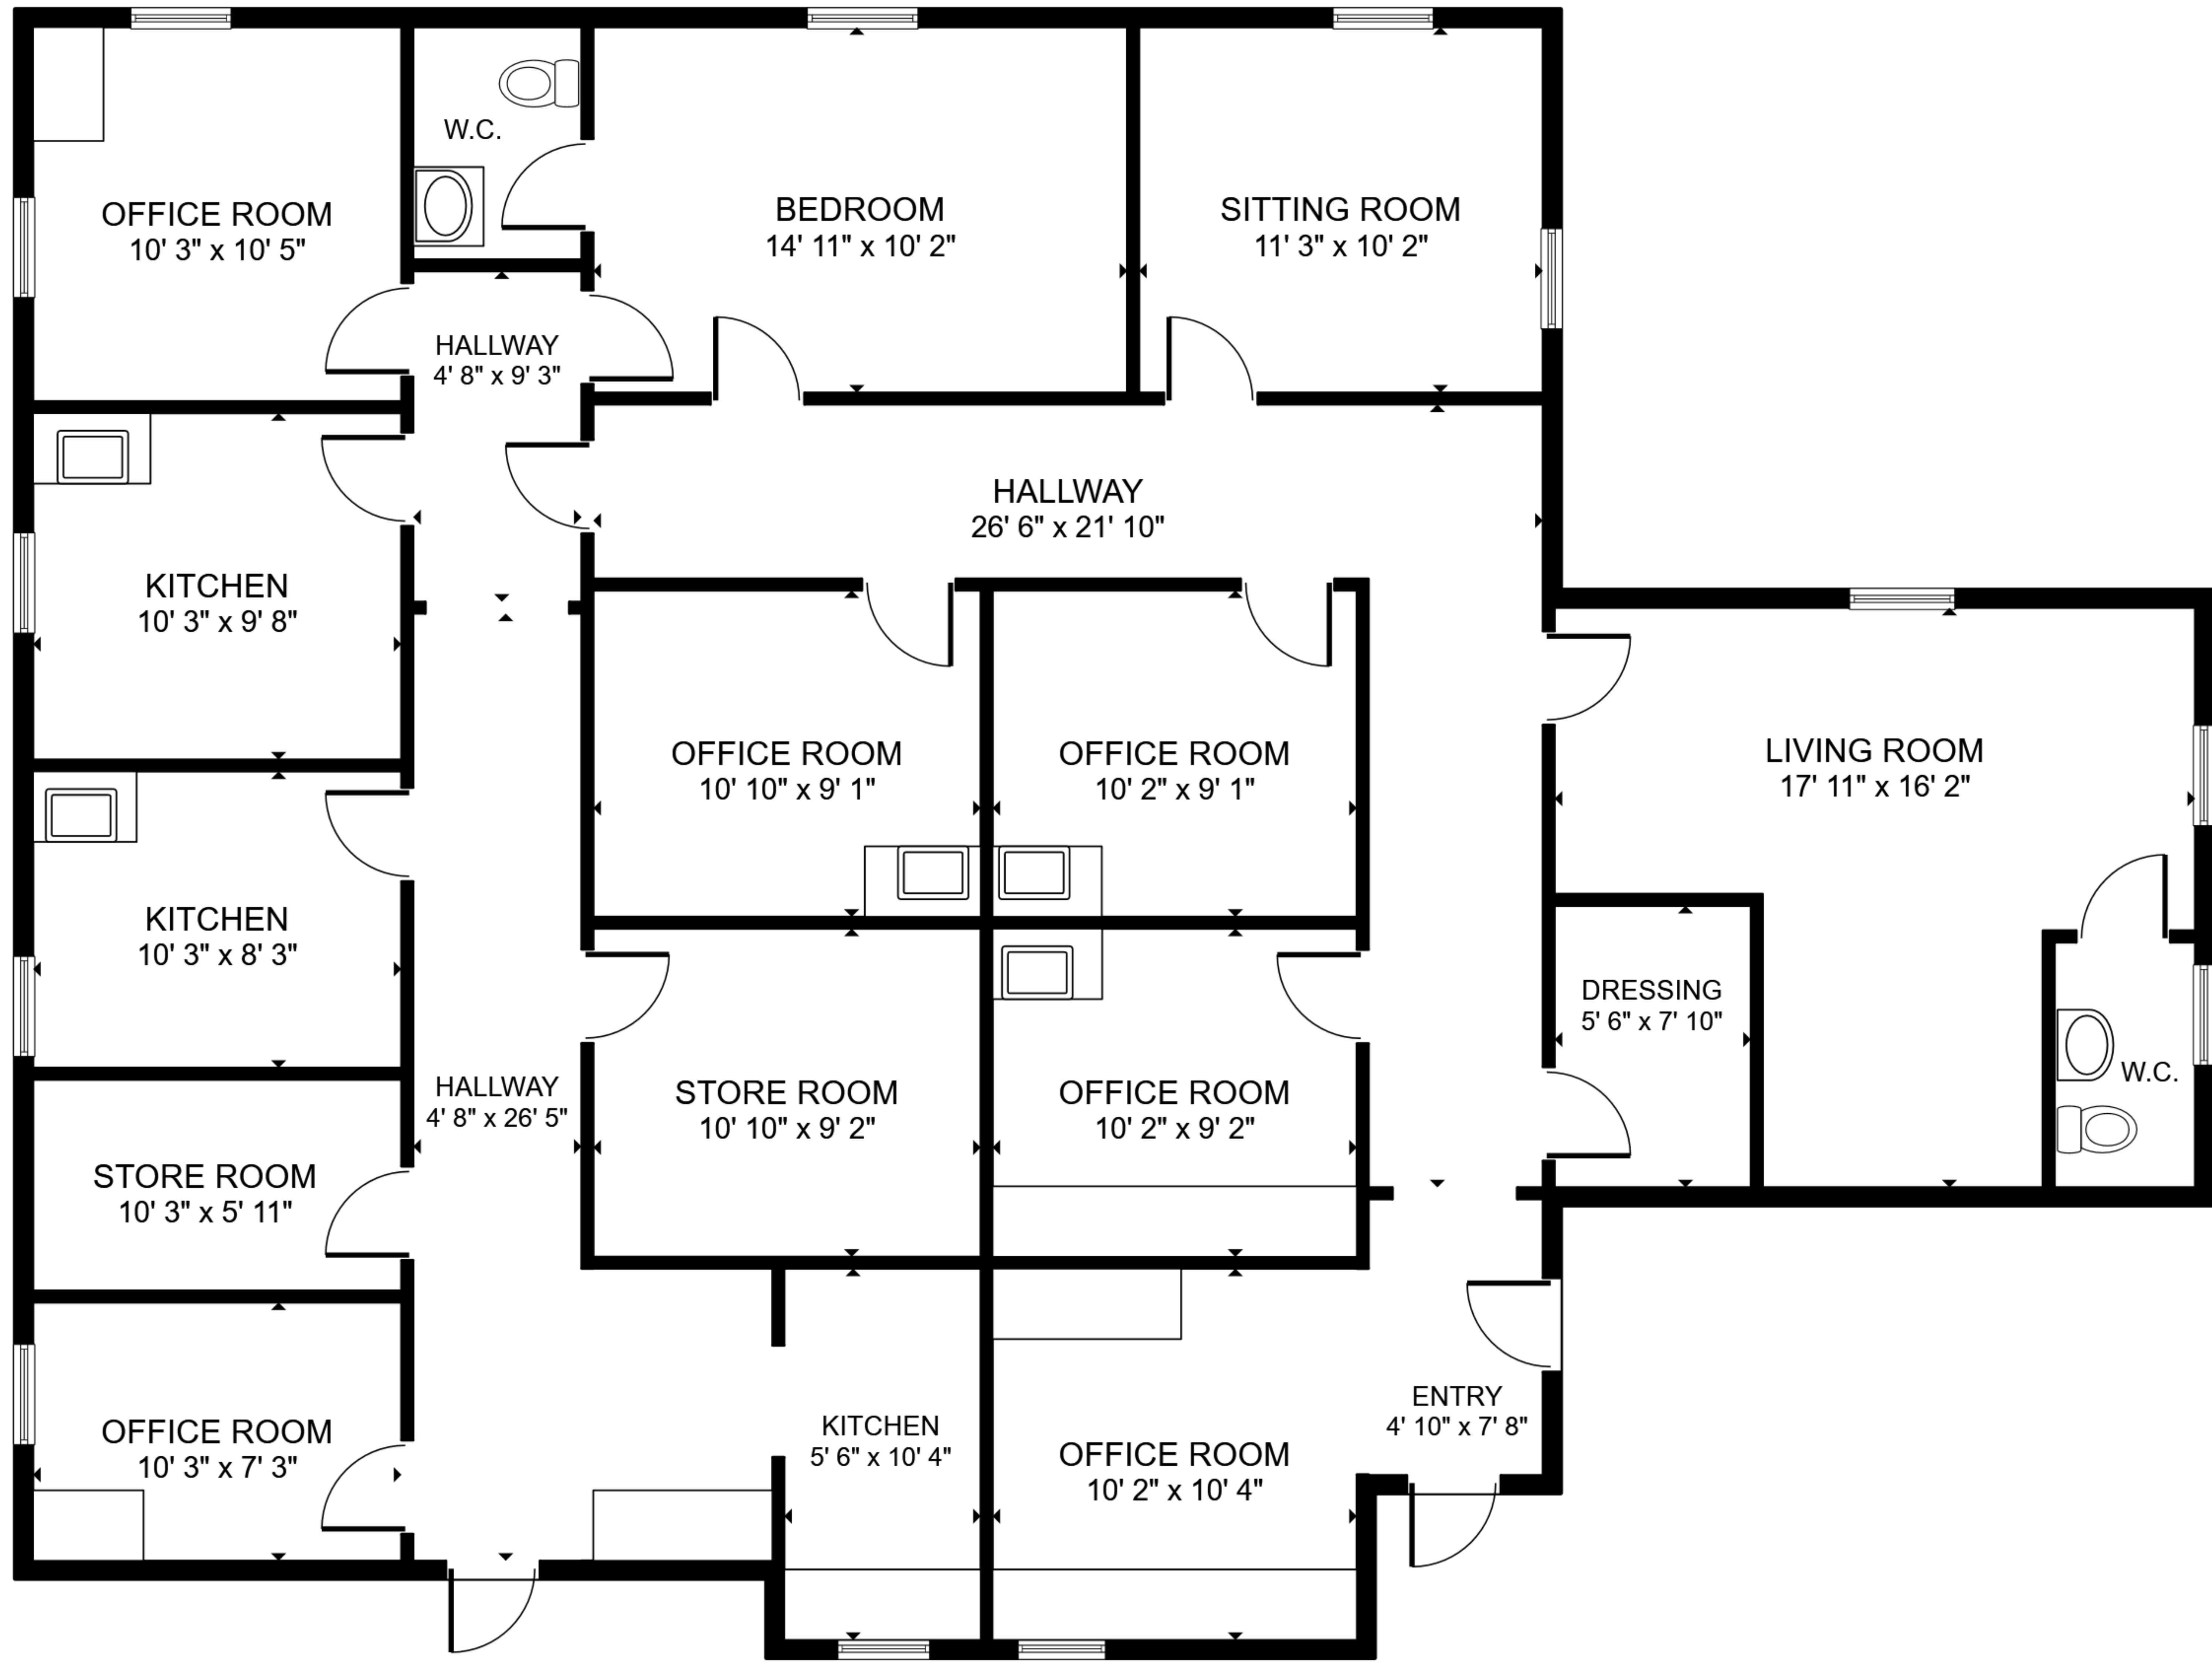 W.C.
OFFICE ROOM
10' 3" x 10' 5"
BEDROOM
14' 11" x 10' 2"
SITTING ROOM
11' 3" x 10' 2"
HALLWAY
4' 8" x 9' 3"
HALLWAY
26' 6" x 21' 10"
KITCHEN
10' 3" x 9' 8"
OFFICE ROOM
10' 10" x 9' 1"
OFFICE ROOM
10' 2" x 9' 1"
LIVING ROOM
17' 11" x 16' 2"
KITCHEN
10' 3" x 8' 3"
DRESSING
5' 6" x 7' 10"
W.C.
HALLWAY
4' 8" x 26' 5"
STORE ROOM
10' 10" x 9' 2"
OFFICE ROOM
10' 2" x 9' 2"
STORE ROOM
10' 3" x 5' 11"
OFFICE ROOM
10' 3" x 7' 3"
KITCHEN
5' 6" x 10' 4"
OFFICE ROOM
10' 2" x 10' 4"
ENTRY
4' 10" x 7' 8"